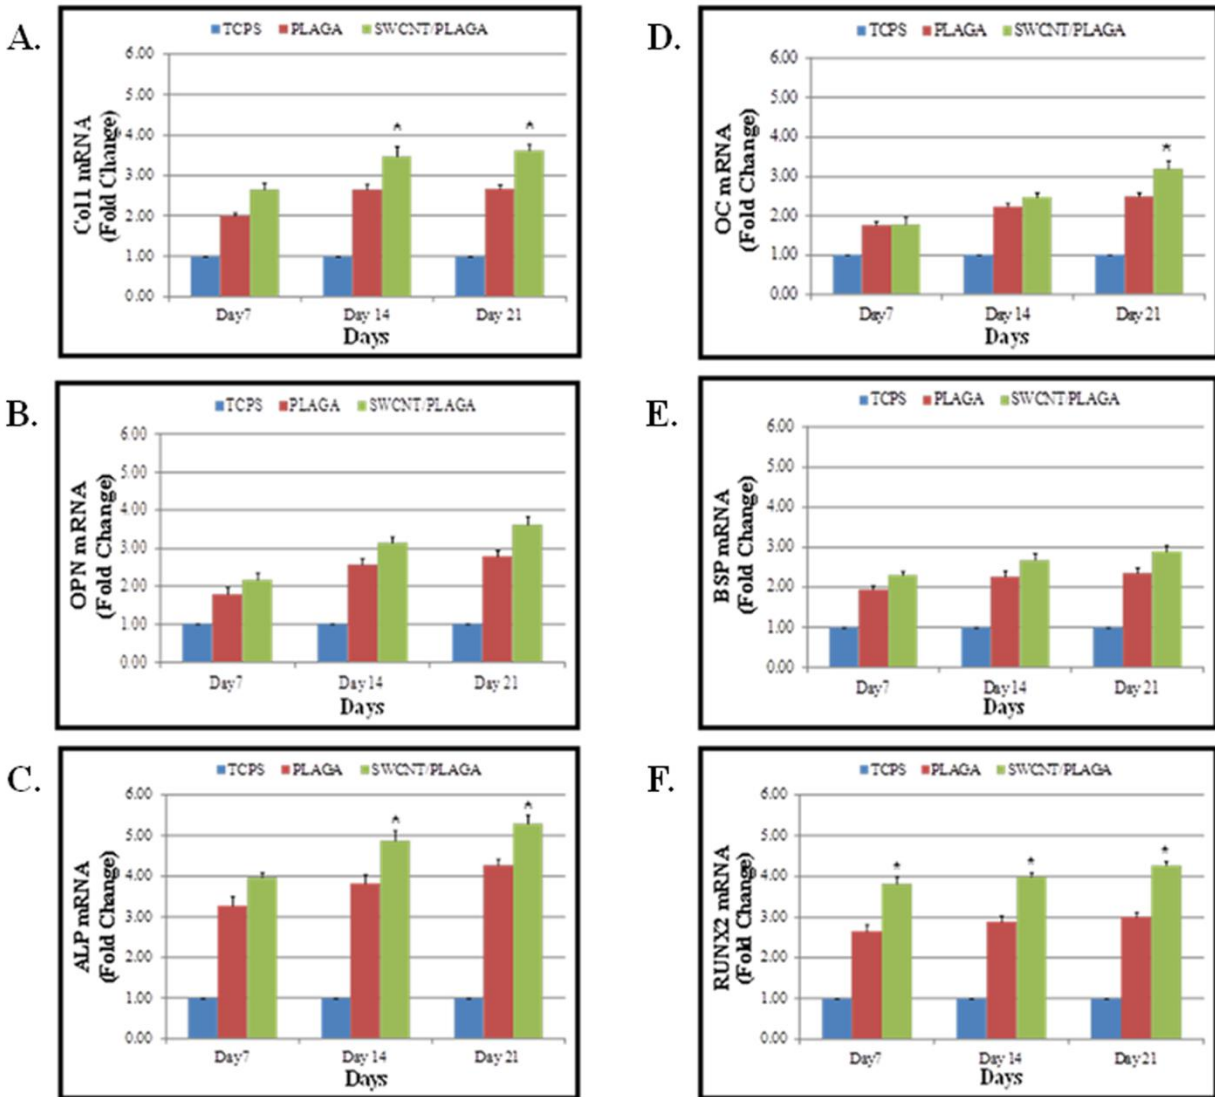 A.
TCPS PLAGA SWCNT/PLAGA
Col1 mRNA
(Fold Change)
6.00
5.00
4.00
3.00
2.00
1.00
0.00
* *
Day7 Day 14 Day 21
Days
B.
TCPS PLAGA SWCNT/PLAGA
OPN mRNA
(Fold Change)
6.00
5.00
4.00
3.00
2.00
1.00
0.00
Day7 Day14 Day 21
Days
C.
TCPS PLAGA SWCNT/PLAGA
ALP mRNA
(Fold Change)
6.00
5.00
4.00
3.00
2.00
1.00
0.00
* *
Day7 Day 14 Day 21
Days
D.
TCPS PLAGA SWCNT/PLAGA
OC mRNA
(Fold Change)
6.00
5.00
4.00
3.00
2.00
1.00
0.00
*
Day7 Day 14 Day 21
Days
E.
TCPS PLAGA SWCNT/PLAGA
BSP mRNA
(Fold Change)
6.00
5.00
4.00
3.00
2.00
1.00
0.00
Day7 Day14 Day 21
Days
F.
TCPS PLAGA SWCNT/PLAGA
RUNX2 mRNA
(Fold Change)
6.00
5.00
4.00
3.00
2.00
1.00
0.00
* * *
Day7 Day 14 Day 21
Days